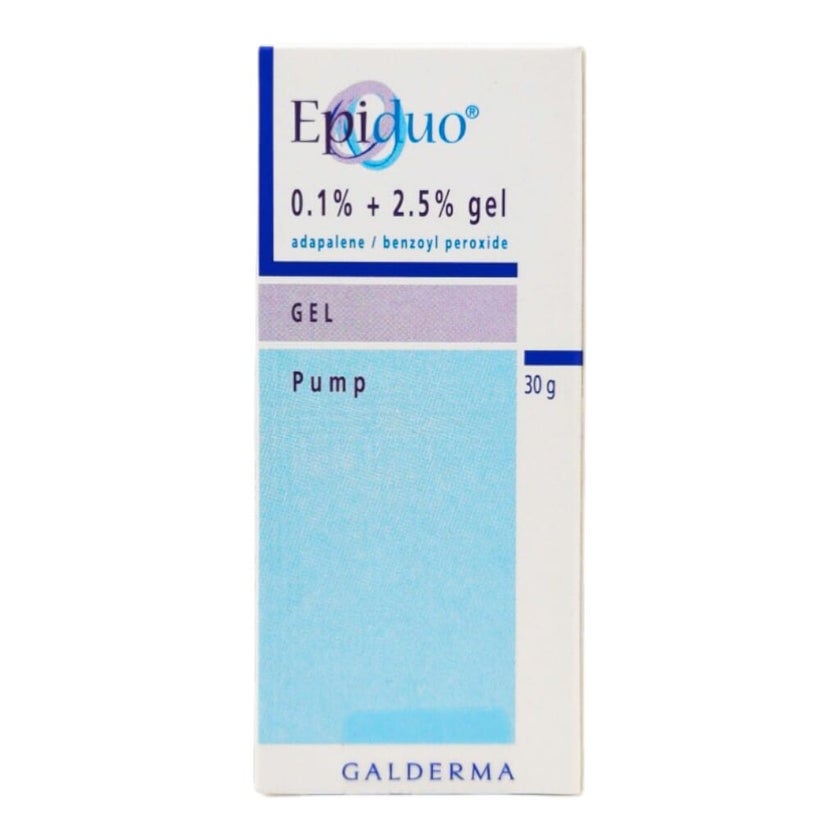 Epiduo®
0.1% + 2.5% gel
adapalene / benzoyl peroxide
GEL
Pump
30 g
GALDERMA